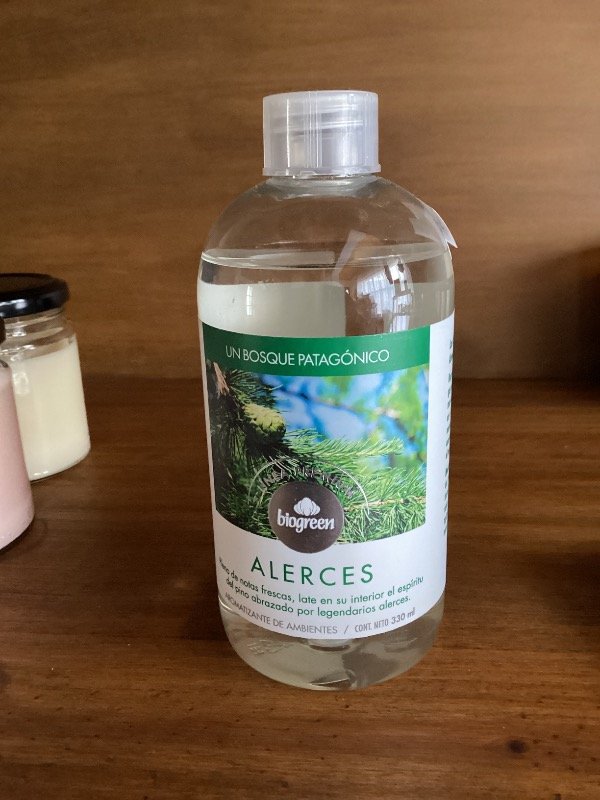 UN BOSQUE PATAGÓNICO
biogreen
ALERCES
de notas frescas, late en su interior el espíritu
del pino abrazado por legendarios alerces.
AROMATIZANTE DE AMBIENTES / CONT. NETO 330 ml